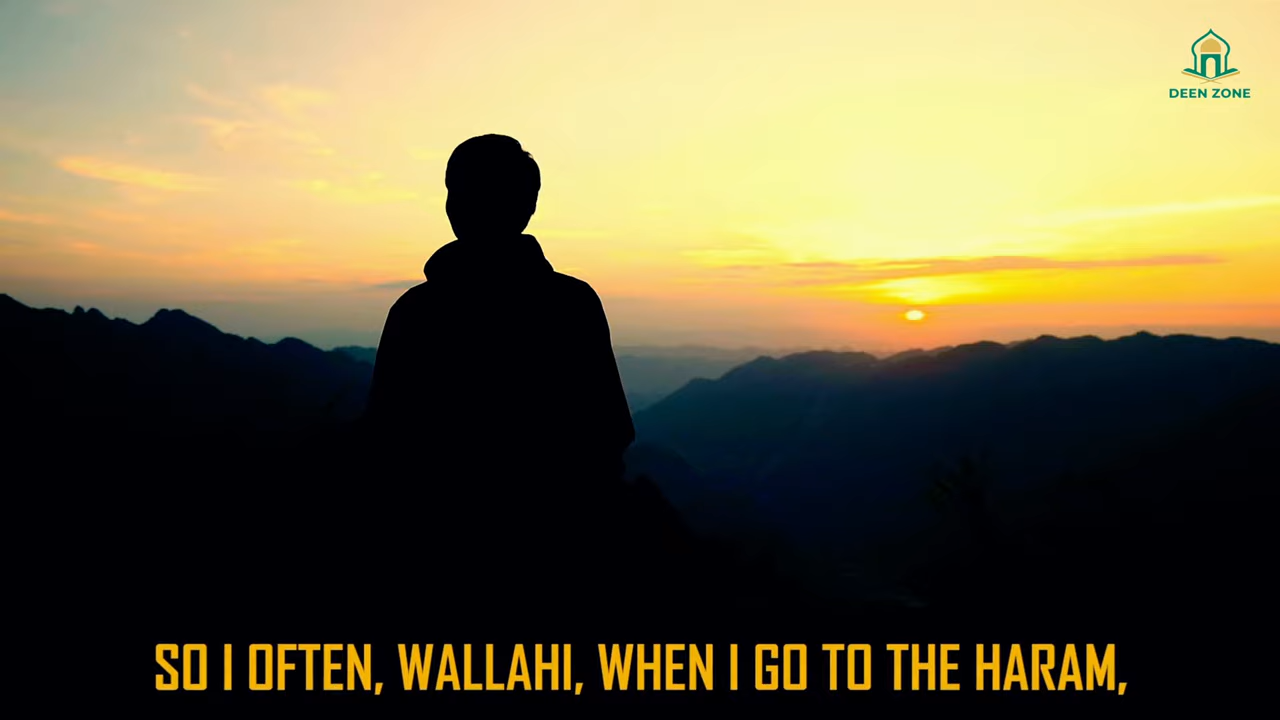 DEEN ZONE
SO I OFTEN, WALLAHI, WHEN I GO TO THE HARAM,